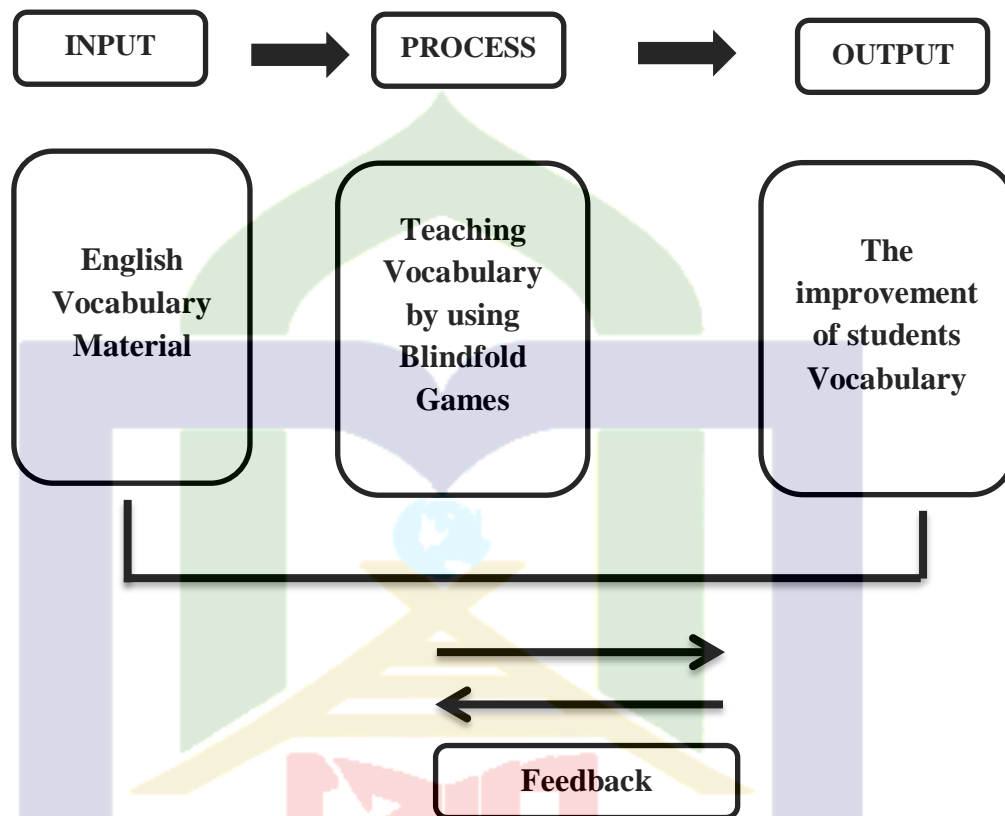 INPUT
PROCESS
OUTPUT
English
Vocabulary
Material
Teaching
Vocabulary
by using
Blindfold
Games
The
improvement
of students
Vocabulary
Feedback